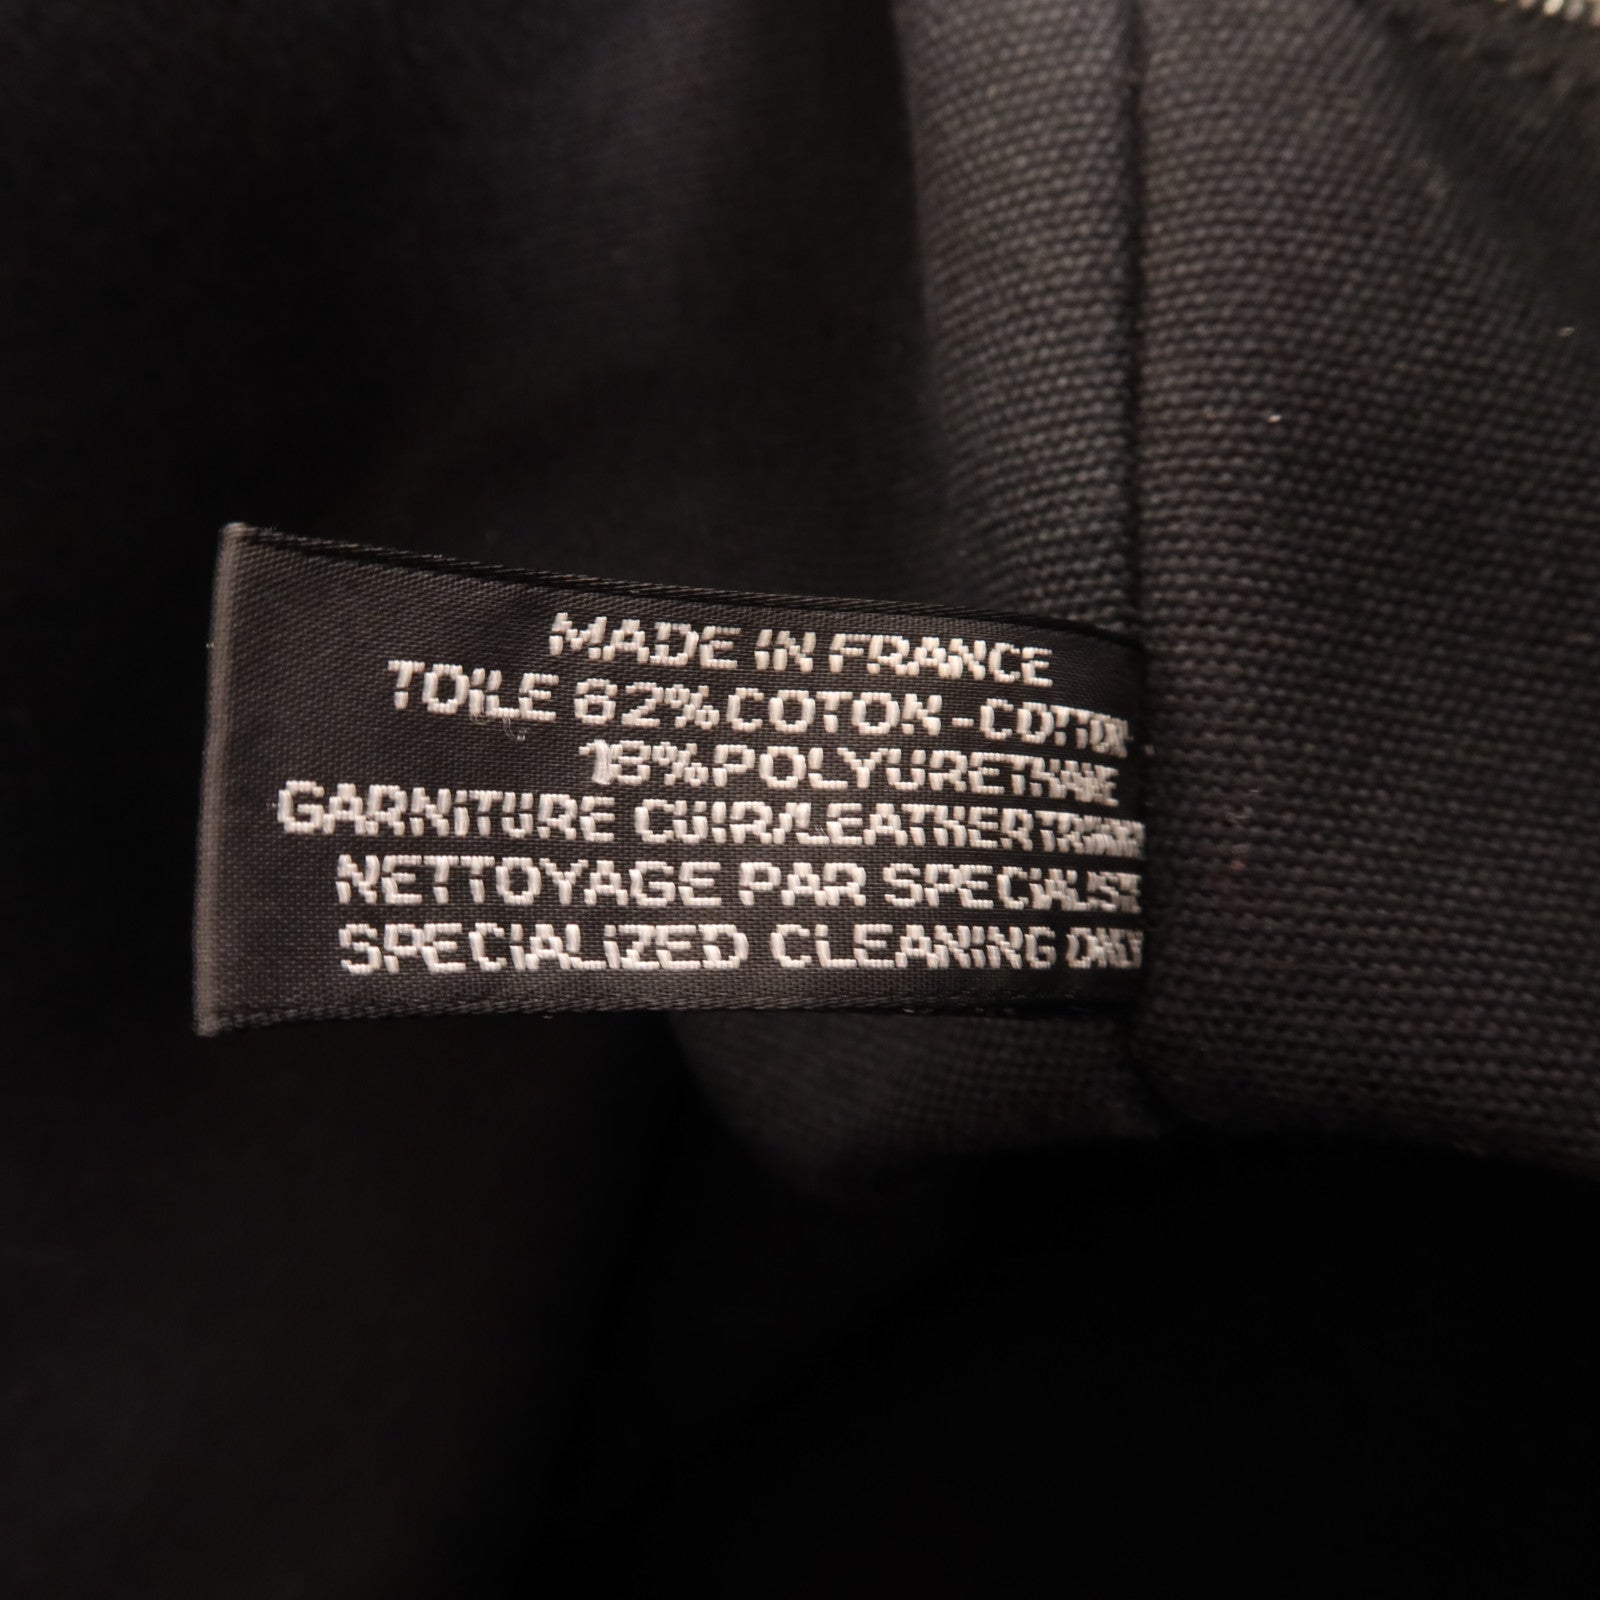 MADE IN FRANCE
TOILE 82% COTON - COTTON
18% POLYURETHANE
GARNITURE CUIR/LEATHER
NETTOYAGE PAR SPECIALISTE
SPECIALIZED CLEANING ONLY